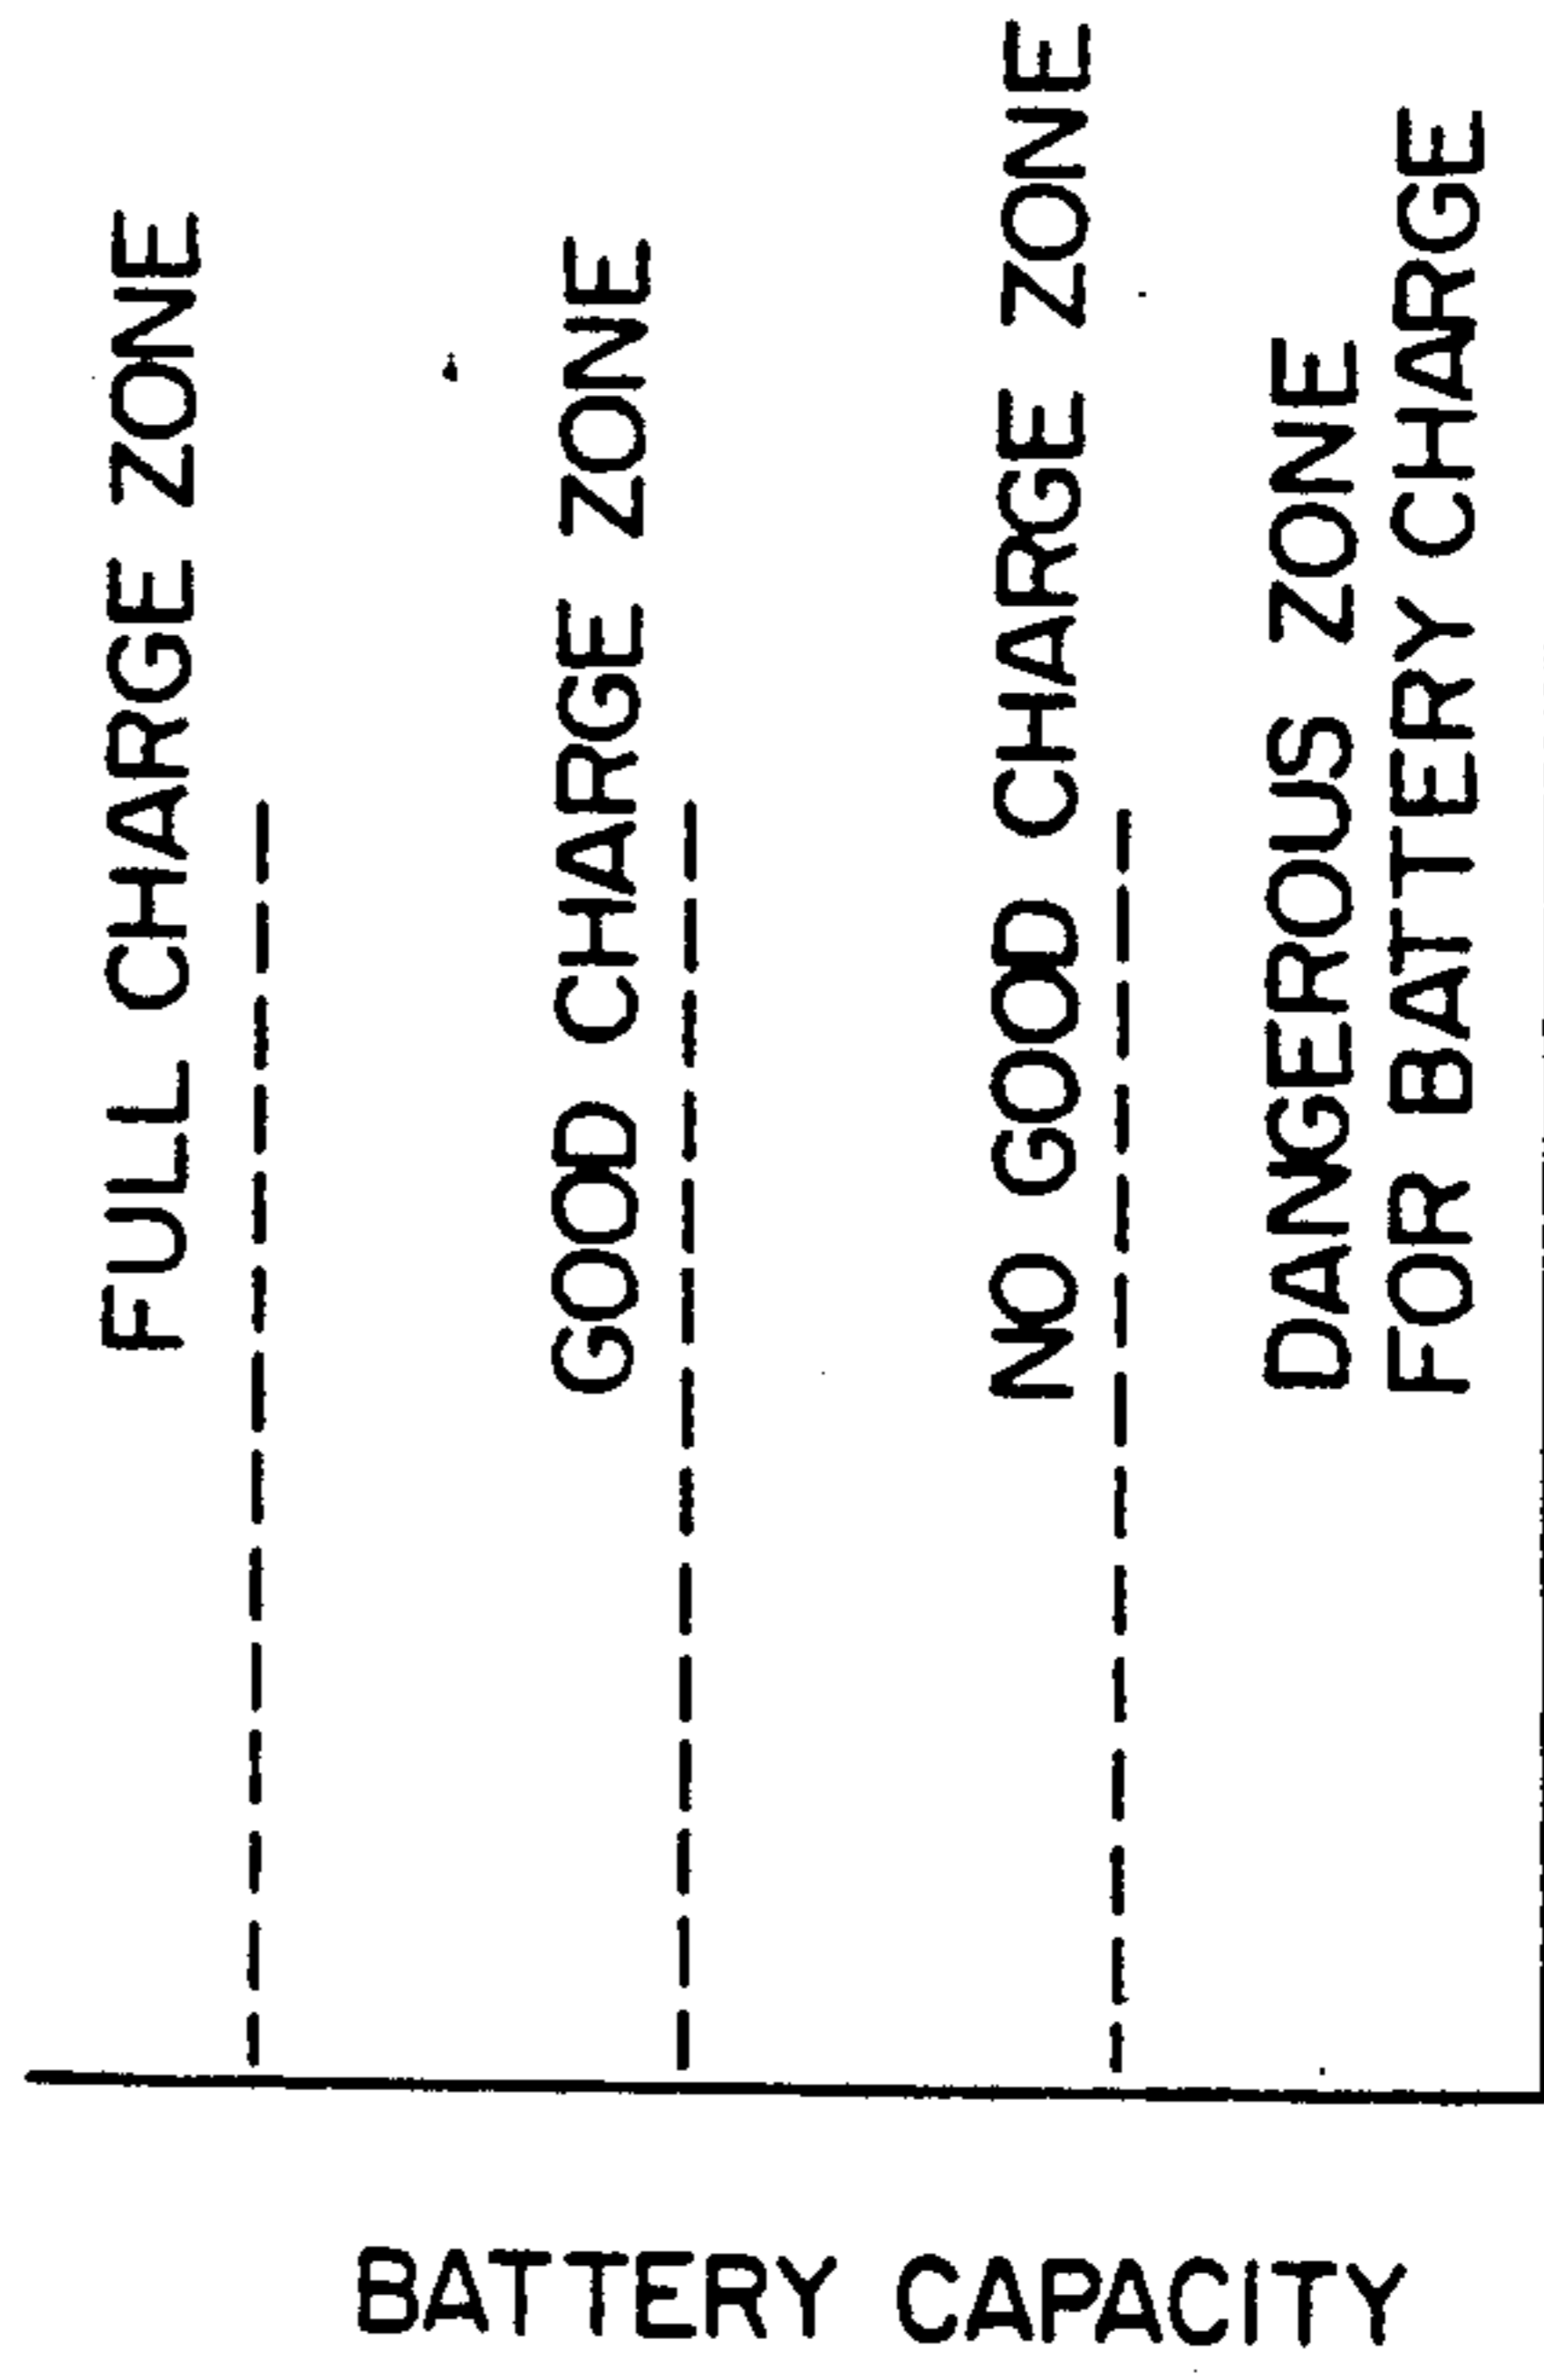 FULL CHARGE ZONE
GOOD CHARGE ZONE
NO GOOD CHARGE ZONE
DANGEROUS ZONE
FOR BATTERY CHARGE
BATTERY CAPACITY